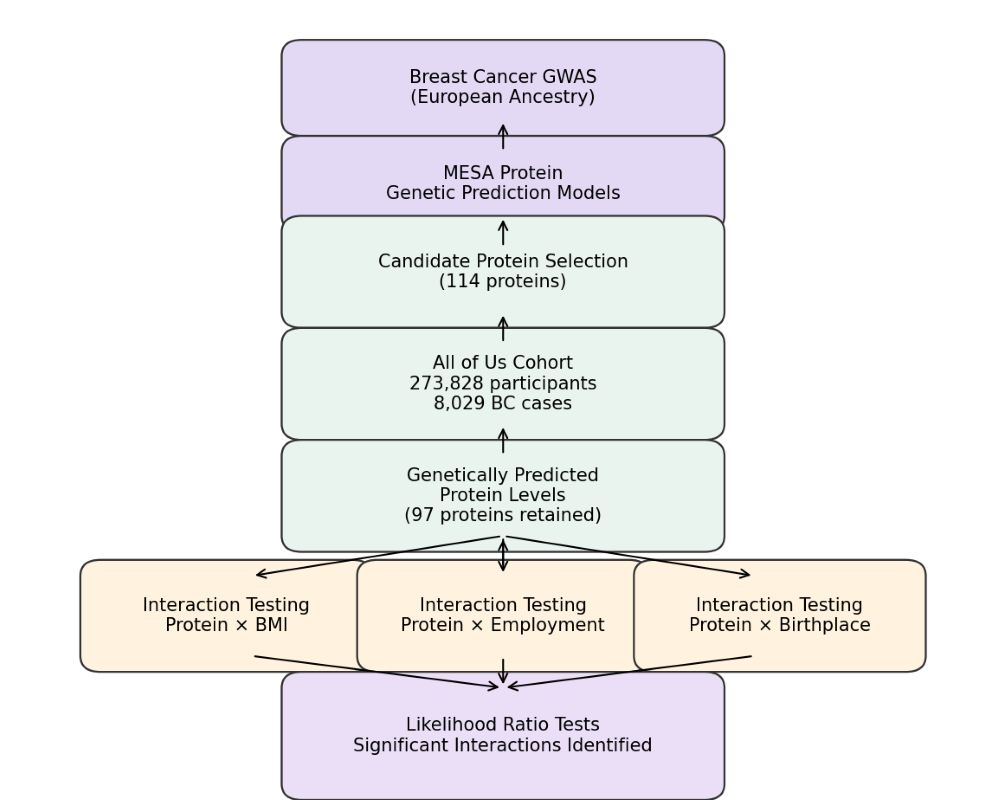 Breast Cancer GWAS
(European Ancestry)
MESA Protein
Genetic Prediction Models
Candidate Protein Selection
(114 proteins)
All of Us Cohort
273,828 participants
8,029 BC cases
Genetically Predicted
Protein Levels
(97 proteins retained)
Interaction Testing
Protein × BMI
Interaction Testing
Protein × Employment
Interaction Testing
Protein × Birthplace
Likelihood Ratio Tests
Significant Interactions Identified